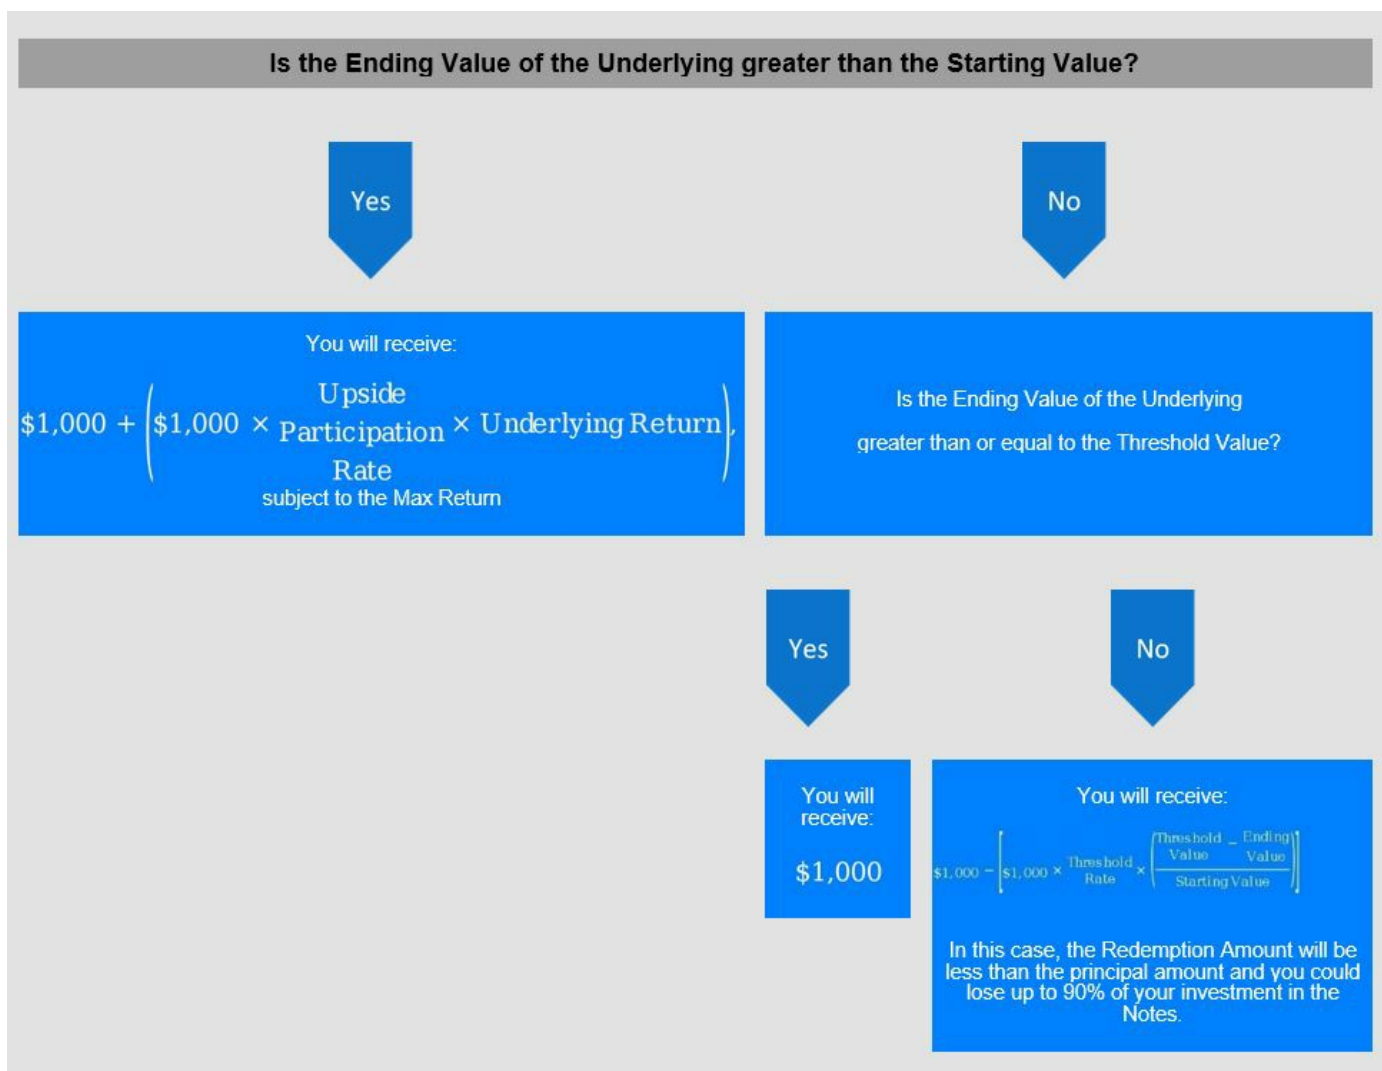 Is the Ending Value of the Underlying greater than the Starting Value?
Yes
No
You will receive:
$1,000 + ($1,000 × Upside Participation Rate × Underlying Return),
subject to the Max Return
Is the Ending Value of the Underlying
greater than or equal to the Threshold Value?
Yes
No
You will
receive:
$1,000
You will receive:
$1,000 − [$1,000 × Threshold Rate × ((Threshold Value − Ending Value) / Starting Value)]
In this case, the Redemption Amount will be
less than the principal amount and you could
lose up to 90% of your investment in the
Notes.